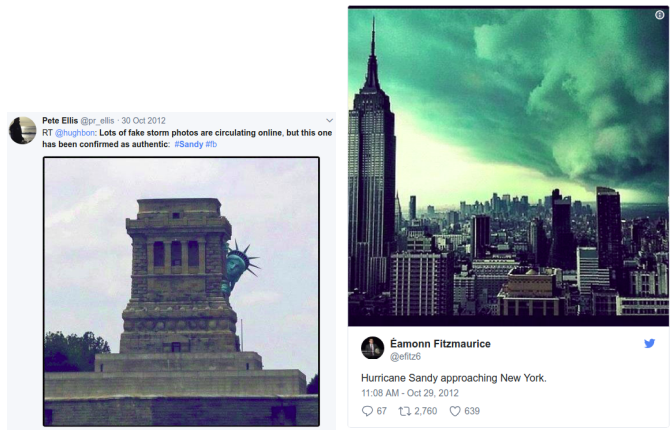 Pete Ellis @pr_ellis · 30 Oct 2012
RT @hughbon: Lots of fake storm photos are circulating online, but this one
has been confirmed as authentic: #Sandy #fb
Èamonn Fitzmaurice
@efitz6
Hurricane Sandy approaching New York.
11:08 AM - Oct 29, 2012
67 2,760 639